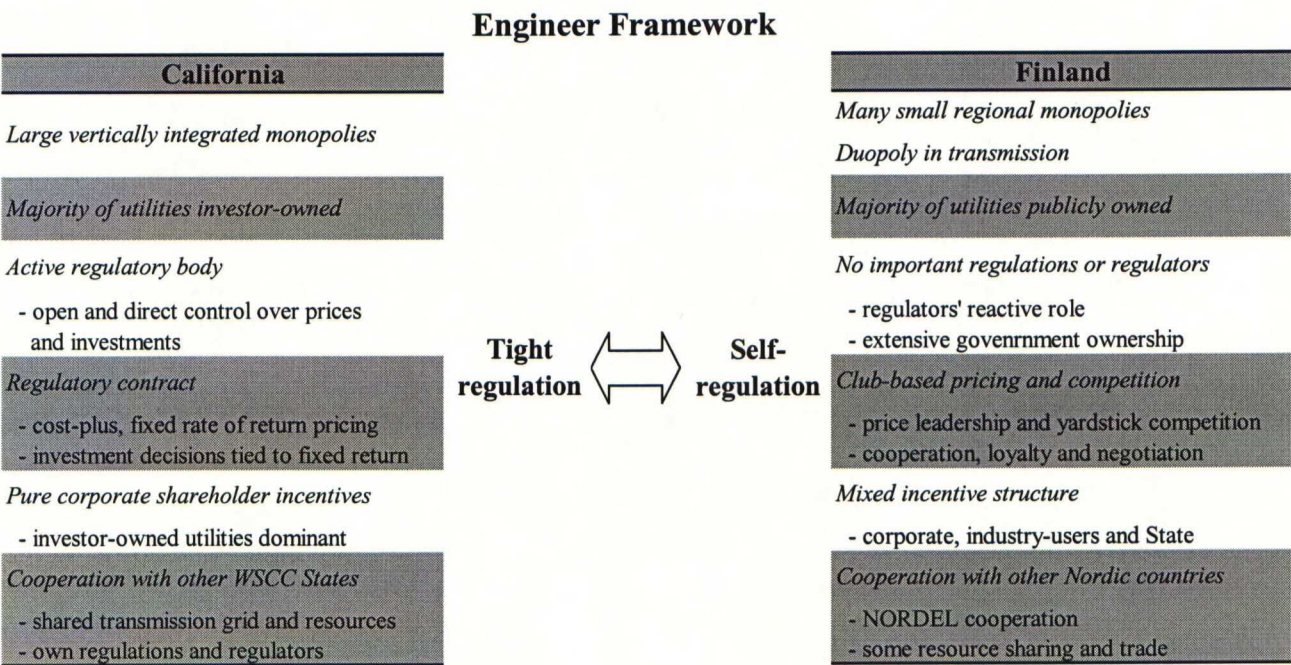 Engineer Framework
California
Large vertically integrated monopolies
Majority of utilities investor-owned
Active regulatory body
- open and direct control over prices
and investments
Regulatory contract
- cost-plus, fixed rate of return pricing
- investment decisions tied to fixed return
Pure corporate shareholder incentives
- investor-owned utilities dominant
Cooperation with other WSCC States
- shared transmission grid and resources
- own regulations and regulators
Tight
regulation
Self-
regulation
Finland
Many small regional monopolies
Duopoly in transmission
Majority of utilities publicly owned
No important regulations or regulators
- regulators' reactive role
- extensive govenrnment ownership
Club-based pricing and competition
- price leadership and yardstick competition
- cooperation, loyalty and negotiation
Mixed incentive structure
- corporate, industry-users and State
Cooperation with other Nordic countries
- NORDEL cooperation
- some resource sharing and trade